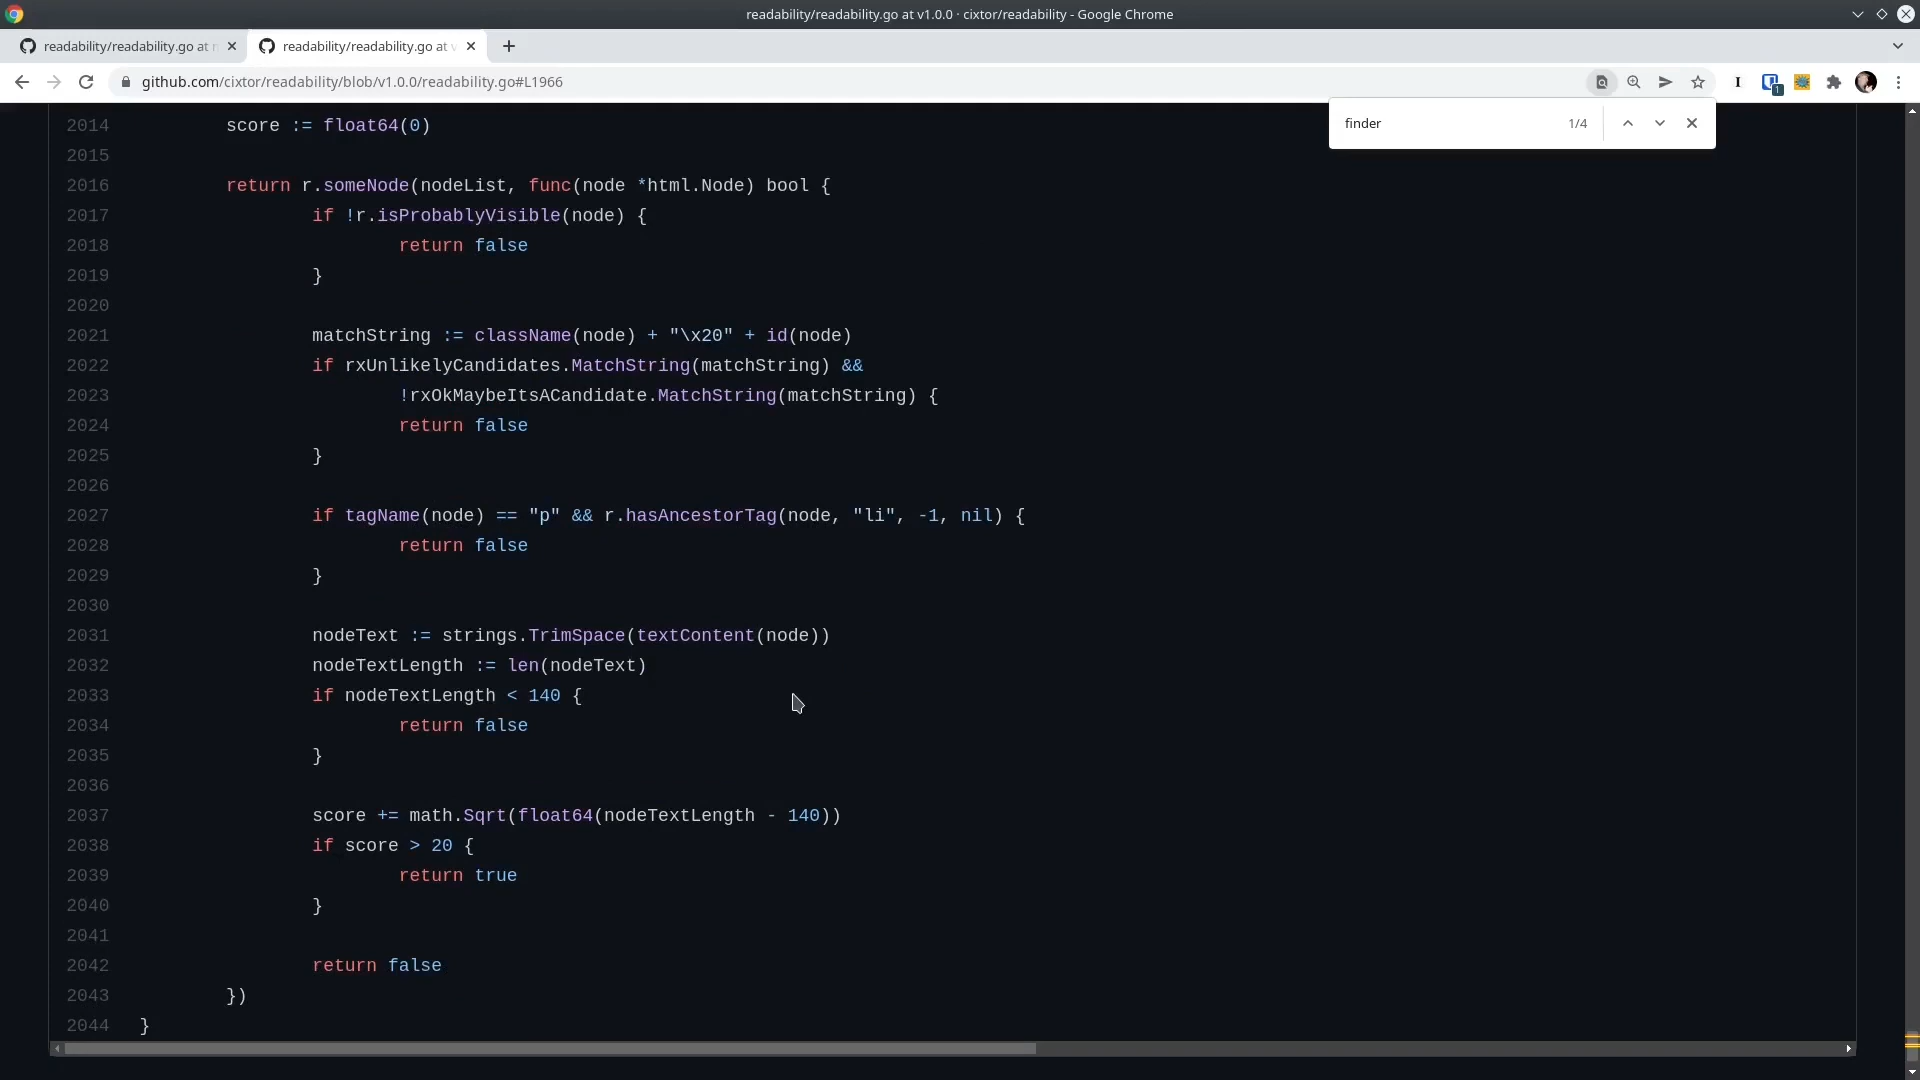 readability/readability.go at v1.0.0 · cixtor/readability - Google Chrome
readability/readability.go at
readability/readability.go at v
github.com/cixtor/readability/blob/v1.0.0/readability.go#L1966
I
1
finder
1/4
2014 score := float64(0)
2015
2016 return r.someNode(nodeList, func(node *html.Node) bool {
2017 if !r.isProbablyVisible(node) {
2018 return false
2019 }
2020
2021 matchString := className(node) + "\x20" + id(node)
2022 if rxUnlikelyCandidates.MatchString(matchString) &&
2023 !rxOkMaybeItsACandidate.MatchString(matchString) {
2024 return false
2025 }
2026
2027 if tagName(node) == "p" && r.hasAncestorTag(node, "li", -1, nil) {
2028 return false
2029 }
2030
2031 nodeText := strings.TrimSpace(textContent(node))
2032 nodeTextLength := len(nodeText)
2033 if nodeTextLength < 140 {
2034 return false
2035 }
2036
2037 score += math.Sqrt(float64(nodeTextLength - 140))
2038 if score > 20 {
2039 return true
2040 }
2041
2042 return false
2043 })
2044 }